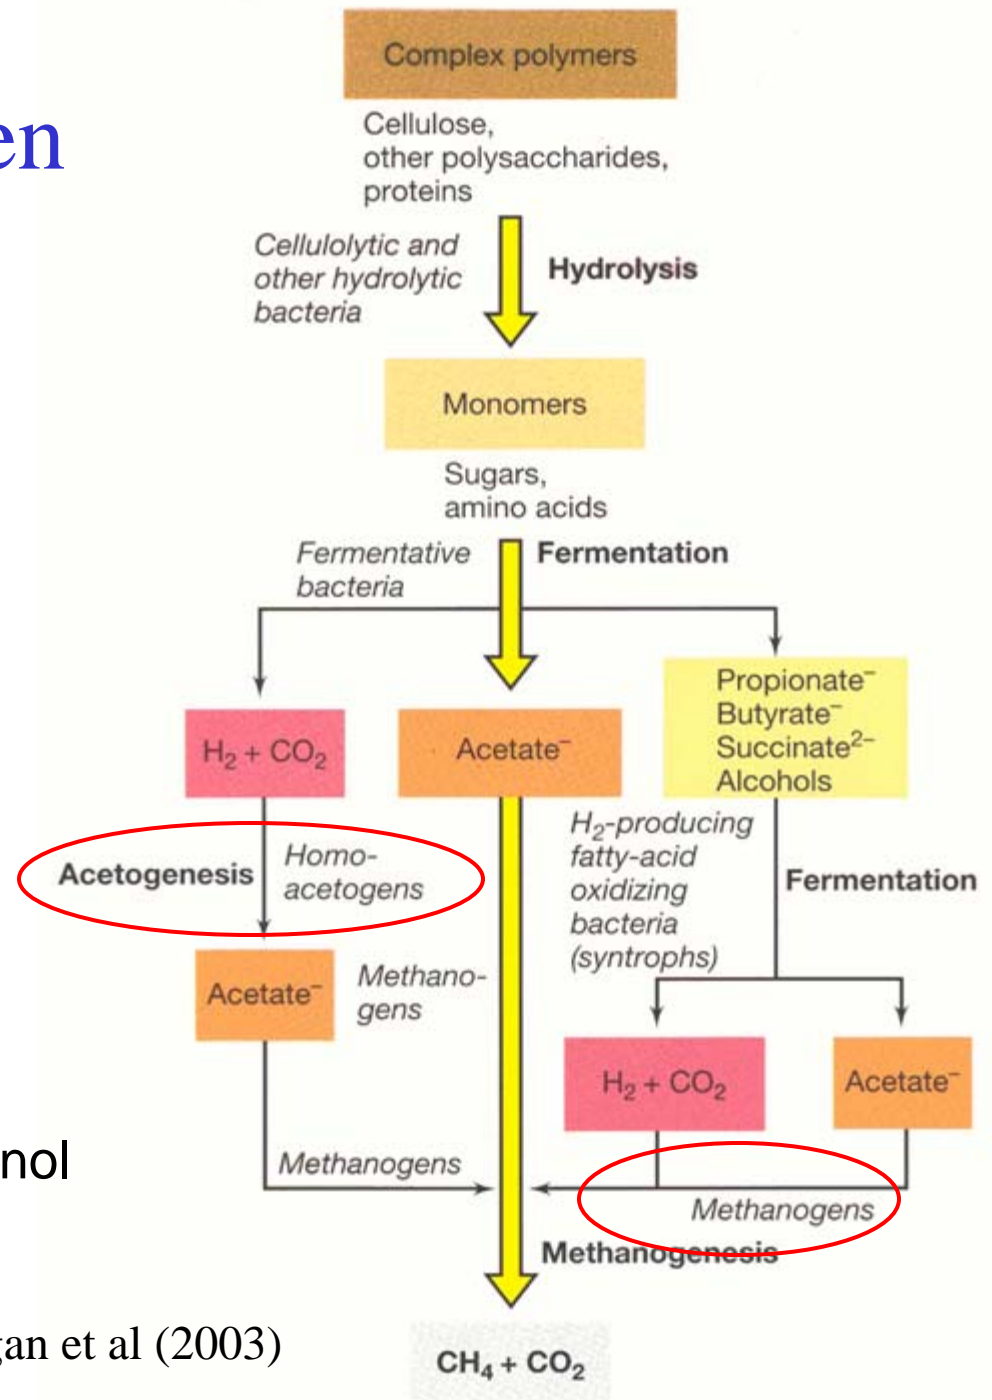 Complex polymers
en
Cellulose,
other polysaccharides,
proteins
Cellulolytic and
other hydrolytic
bacteria
Hydrolysis
Monomers
Sugars,
amino acids
Fermentative
bacteria
Fermentation
H₂ + CO₂
Acetate⁻
Propionate⁻
Butyrate⁻
Succinate²⁻
Alcohols
Acetogenesis
Homo-
acetogens
H₂-producing
fatty-acid
oxidizing
bacteria
(syntrophs)
Fermentation
Acetate⁻
Methano-
gens
H₂ + CO₂
Acetate⁻
nol
Methanogens
Methanogens
Methanogenesis
gan et al (2003)
CH₄ + CO₂